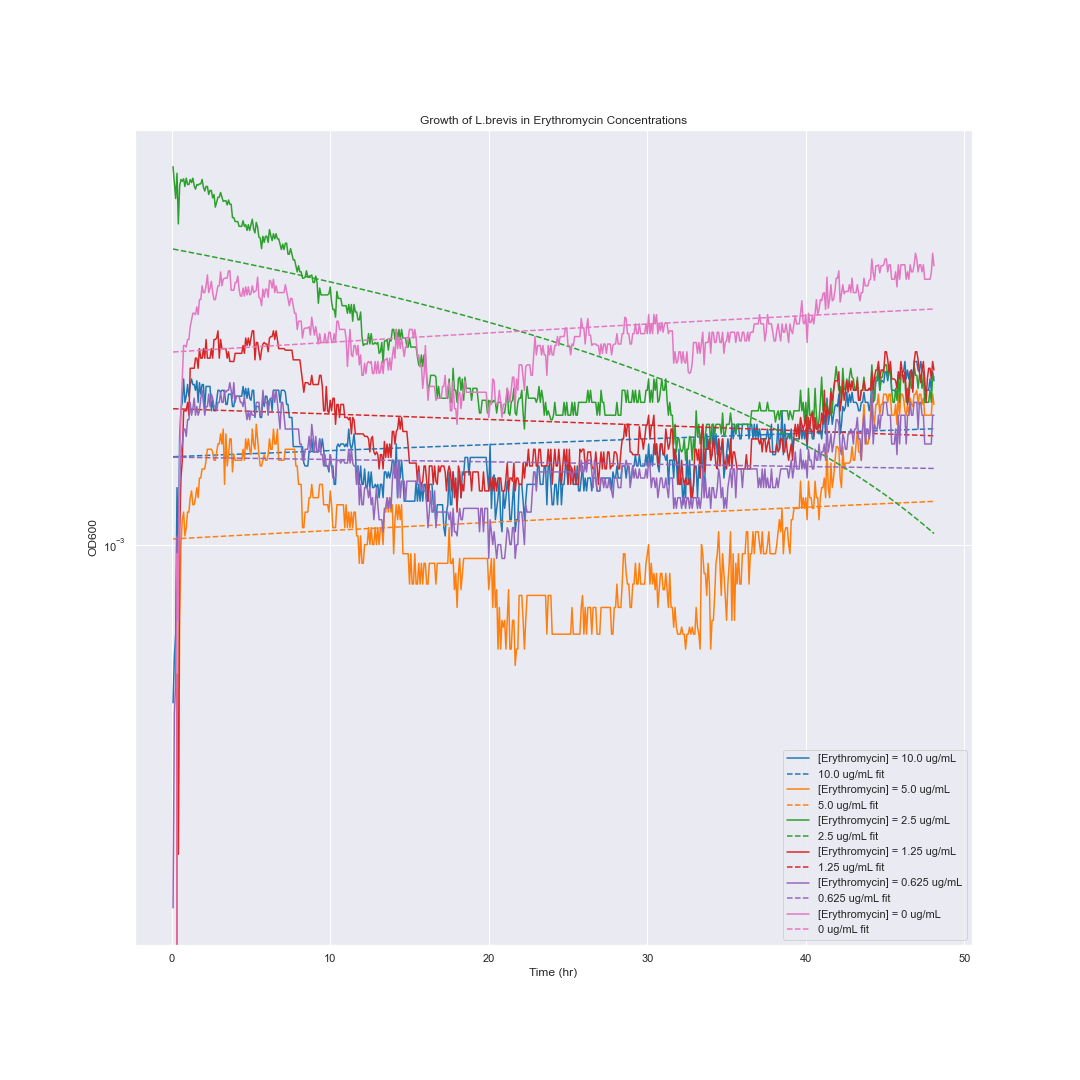 Growth of L.brevis in Erythromycin Concentrations
OD600
10⁻³
0 10 20 30 40 50
Time (hr)
[Erythromycin] = 10.0 ug/mL
10.0 ug/mL fit
[Erythromycin] = 5.0 ug/mL
5.0 ug/mL fit
[Erythromycin] = 2.5 ug/mL
2.5 ug/mL fit
[Erythromycin] = 1.25 ug/mL
1.25 ug/mL fit
[Erythromycin] = 0.625 ug/mL
0.625 ug/mL fit
[Erythromycin] = 0 ug/mL
0 ug/mL fit